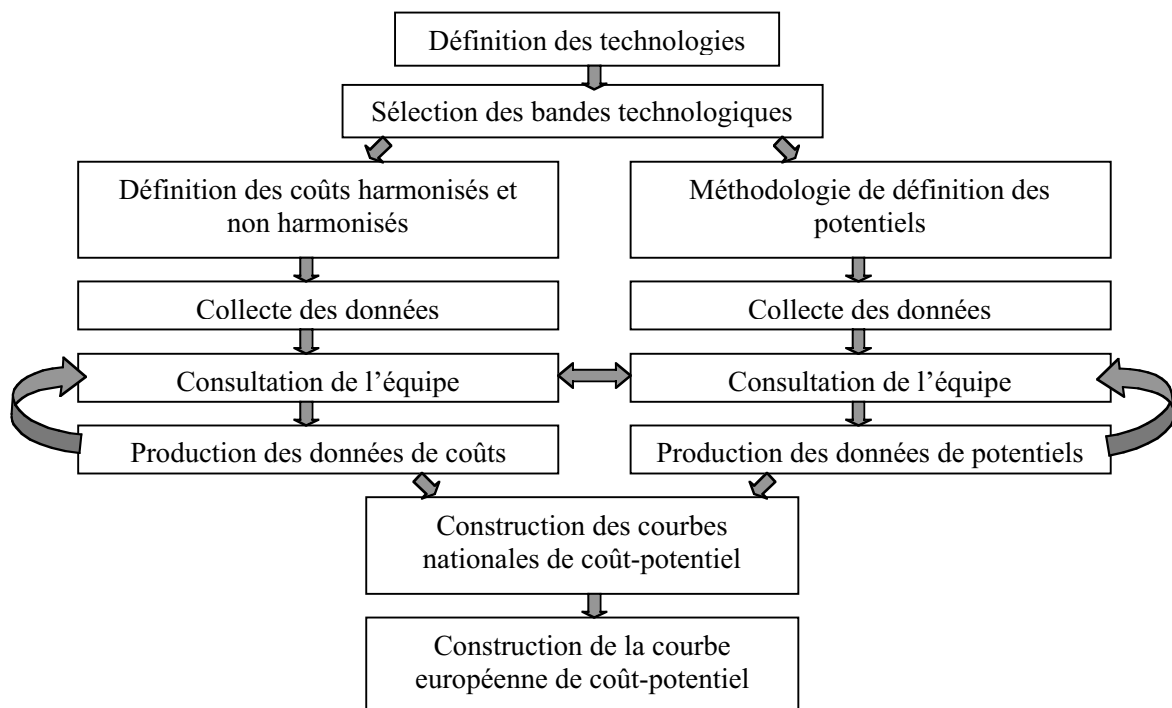 Définition des technologies
Sélection des bandes technologiques
Définition des coûts harmonisés et
non harmonisés
Méthodologie de définition des
potentiels
Collecte des données
Collecte des données
Consultation de l’équipe
Consultation de l’équipe
Production des données de coûts
Production des données de potentiels
Construction des courbes
nationales de coût-potentiel
Construction de la courbe
européenne de coût-potentiel